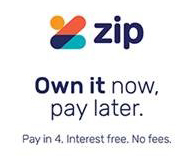 zip
Own it now,
pay later.
Pay in 4. Interest free. No fees.